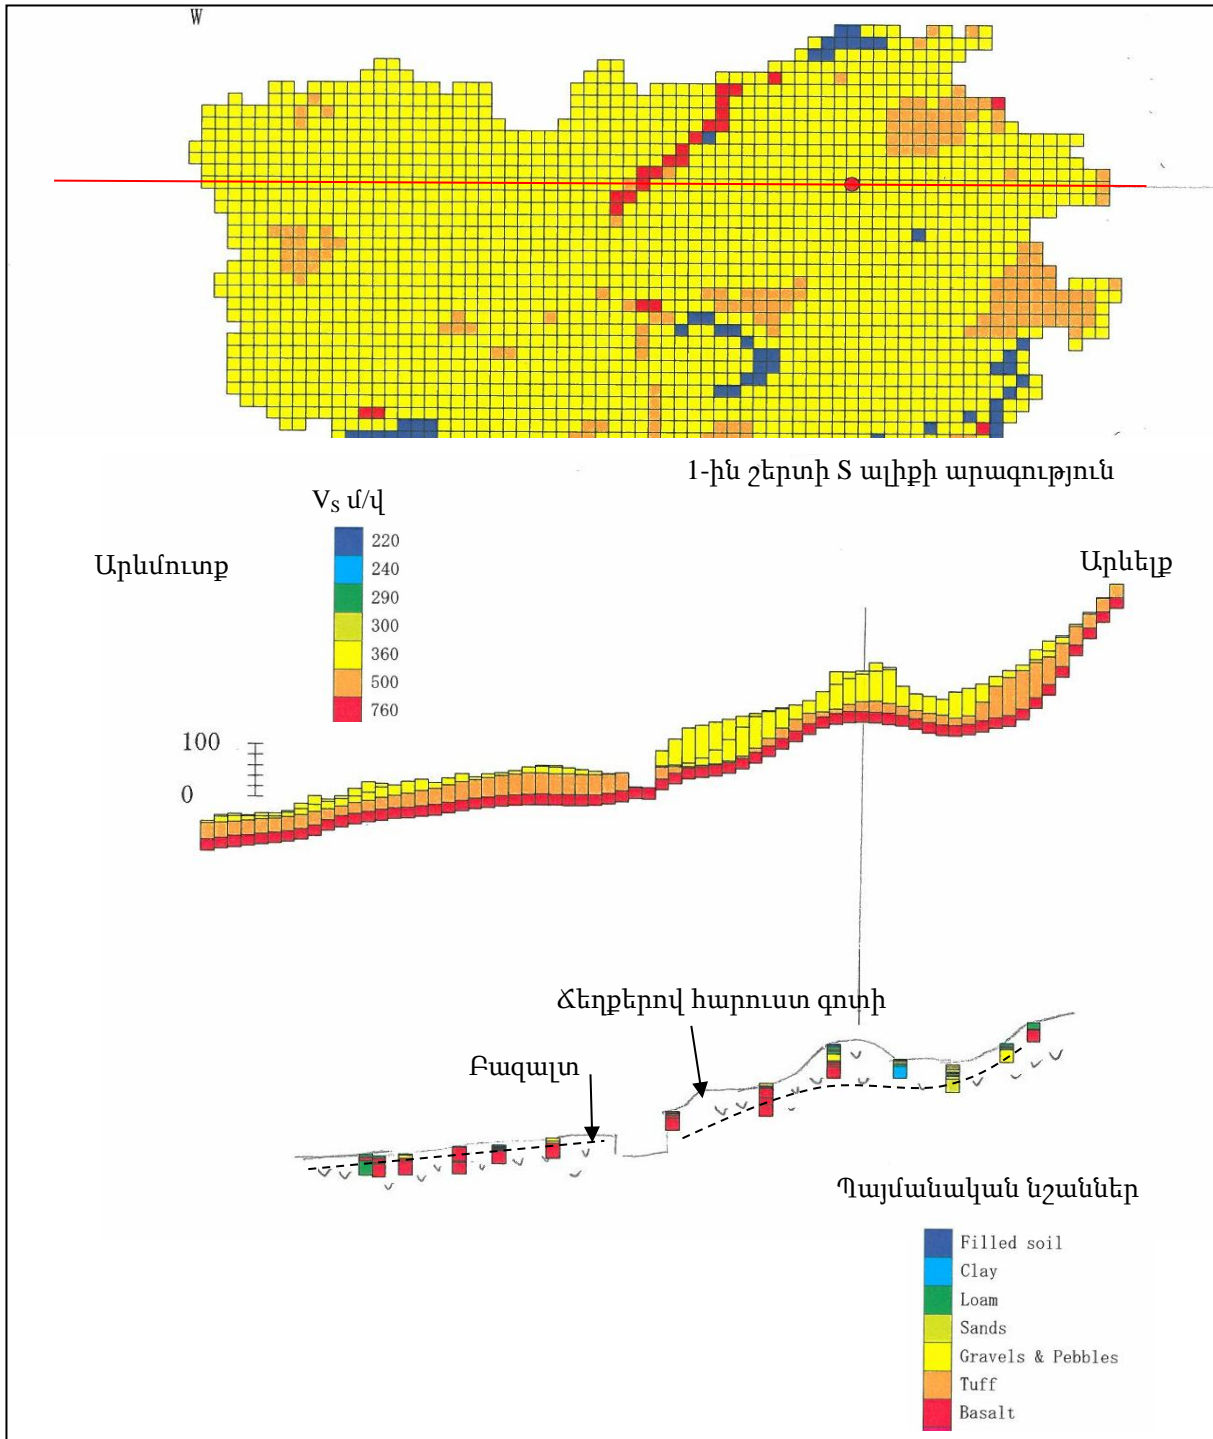 W
1-ին շերտի S ալիքի արագություն
V_S մ/վ
220
Արևմուտք
Արևելք
240
290
300
360
500
760
100
0
Ճեղքերով հարուստ գոտի
Բազալտ
Պայմանական նշաններ
Filled soil
Clay
Loam
Sands
Gravels & Pebbles
Tuff
Basalt